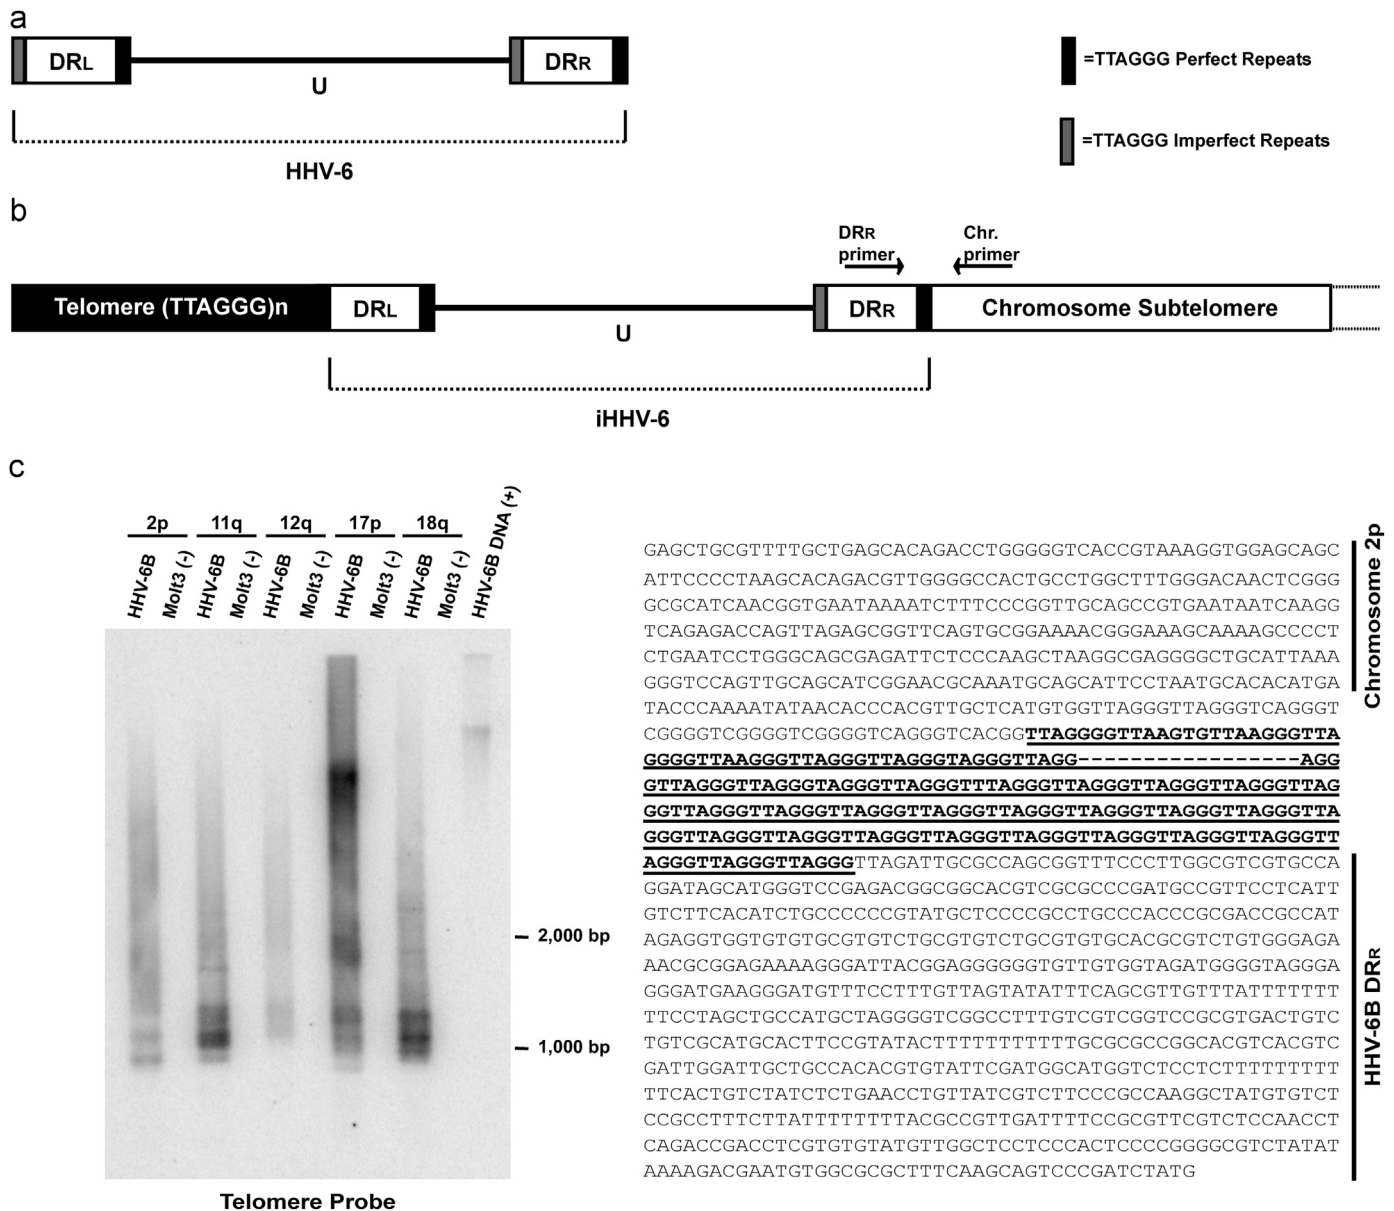 a
DRL
DRR
U
HHV-6
=TTAGGG Perfect Repeats
=TTAGGG Imperfect Repeats
b
DRR
primer
Chr.
primer
Telomere (TTAGGG)n
DRL
U
DRR
Chromosome Subtelomere
iHHV-6
c
2p
11q
12q
17p
18q
HHV-6B
Molt3 (-)
HHV-6B
Molt3 (-)
HHV-6B
Molt3 (-)
HHV-6B
Molt3 (-)
HHV-6B
Molt3 (-)
HHV-6B DNA (+)
2,000 bp
1,000 bp
Telomere Probe
GAGCTGCGTTTTGCTGAGCACAGACCTGGGGGTCACCGTAAAGGTGGAGCAGC
ATTCCCCTAAGCACAGACGTTGGGGCCACTGCCTGGCTTTGGGACAACTCGGG
GCGCATCAACGGTGAATAAAATCTTTCCCGGTTGCAGCCGTGAATAATCAAGG
TCAGAGACCAGTTAGAGCGGTTCAGTGCGGAAAACGGGAAAGCAAAAGCCCCT
CTGAATCCTGGGCAGCGAGATTCTCCCAAGCTAAGGCGAGGGGCTGCATTAAA
GGGTCCAGTTGCAGCATCGGAACGCAAATGCAGCATTCCTAATGCACACATGA
TACCCAAAATATAACACCCACGTTGCTCATGTGGTTAGGGTTAGGGTCAGGGT
CGGGGTCGGGGTCGGGGTCAGGGTCACGGTTAGGGGTTAAGTGTTAAGGGTTA
GGGGTTAAGGGTTAGGGTTAGGGTAGGGTTAGG-----------------AGG
GTTAGGGTTAGGGTAGGGTTAGGGTTTAGGGTTAGGGTTAGGGTTAGGGTTAG
GGTTAGGGTTAGGGTTAGGGTTAGGGTTAGGGTTAGGGTTAGGGTTAGGGTTA
GGGTTAGGGTTAGGGTTAGGGTTAGGGTTAGGGTTAGGGTTAGGGTTAGGGTT
AGGGTTAGGGTTAGGGTTAGATTGCGCCAGCGGTTTCCCTTGGCGTCGTGCCA
GGATAGCATGGGTCCGAGACGGCGGCACGTCGCGCCCGATGCCGTTCCTCATT
GTCTTCACATCTGCCCCCCGTATGCTCCCCGCCTGCCCACCCGCGACCGCCAT
AGAGGTGGTGTGTGCGTGTCTGCGTGTCTGCGTGTGCACGCGTCTGTGGGAGA
AACGCGGAGAAAAGGGATTACGGAGGGGGGTGTTGTGGTAGATGGGGTAGGGA
GGGATGAAGGGATGTTTCCTTTGTTAGTATATTTCAGCGTTGTTTATTTTTTT
TTCCTAGCTGCCATGCTAGGGGTCGGCCTTTGTCGTCGGTCCGCGTGACTGTC
TGTCGCATGCACTTCCGTATACTTTTTTTTTTTGCGCGCCGGCACGTCACGTC
GATTGGATTGCTGCCACACGTGTATTCGATGGCATGGTCTCCTCTTTTTTTTT
TTCACTGTCTATCTCTGAACCTGTTATCGTCTTCCCGCCAAGGCTATGTGTCT
CCGCCTTTCTTATTTTTTTTACGCCGTTGATTTTCCGCGTTCGTCTCCAACCT
CAGACCGACCTCGTGTGTATGTTGGCTCCTCCCACTCCCCGGGGCGTCTATAT
AAAAGACGAATGTGGCGCGCTTTCAAGCAGTCCCGATCTATG
Chromosome 2p
HHV-6B DRR